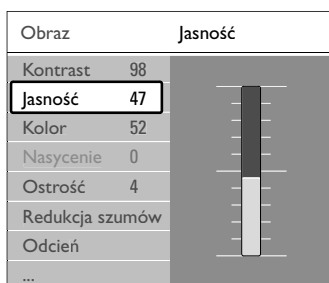 Obraz Jasność
Kontrast 98
Jasność 47
Kolor 52
Nasycenie 0
Ostrość 4
Redukcja szumów
Odcień
...